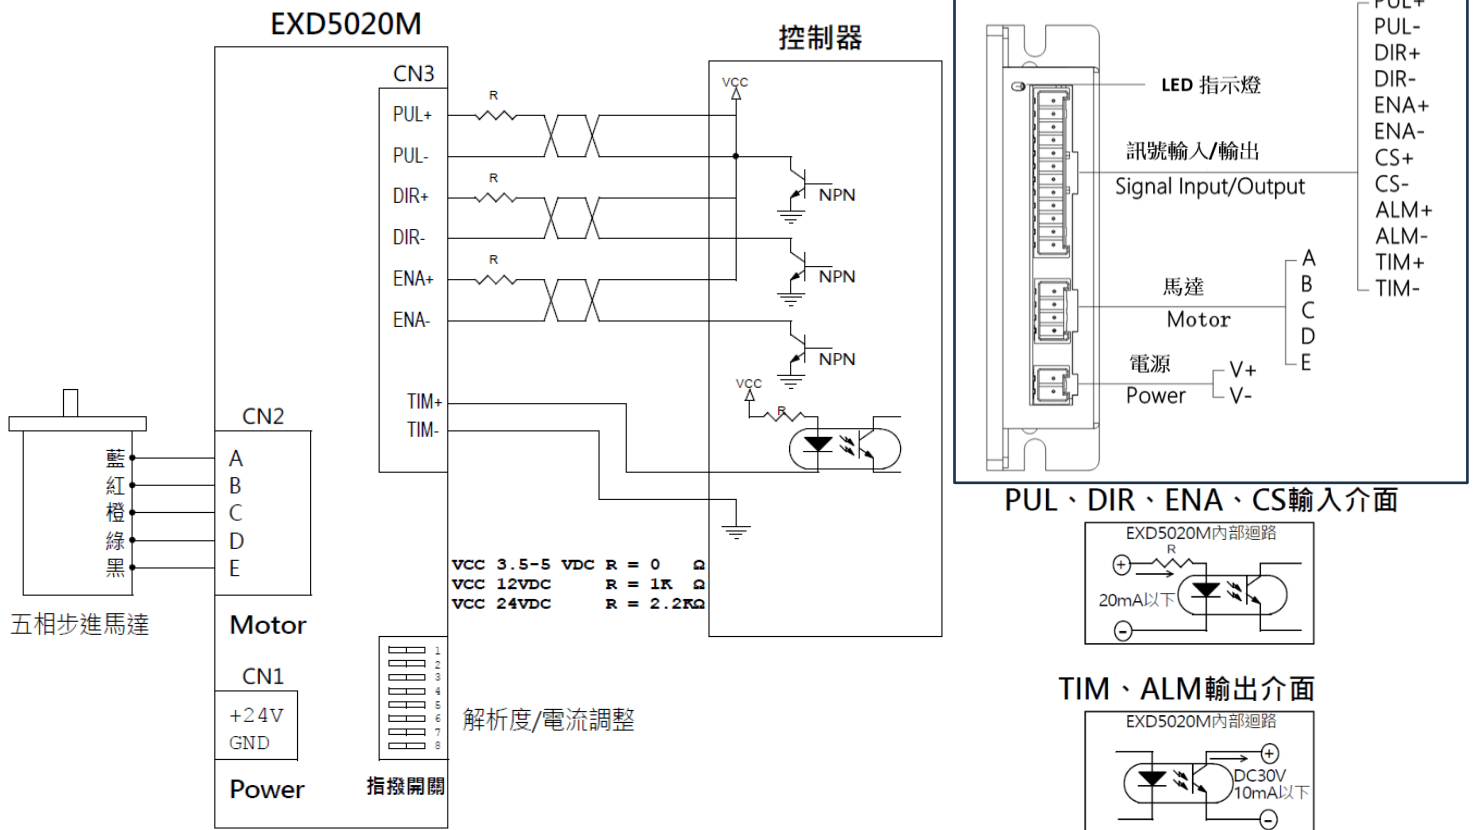 EXD5020M
CN3
PUL+
PUL-
DIR+
DIR-
ENA+
ENA-
TIM+
TIM-
R
R
R
控制器
VCC
NPN
NPN
NPN
VCC
R
CN2
藍
紅
橙
綠
黑
A
B
C
D
E
五相步進馬達
Motor
CN1
+24V
GND
Power
VCC 3.5-5 VDC R = 0 Ω
VCC 12VDC R = 1K Ω
VCC 24VDC R = 2.2KΩ
1
2
3
4
5
6
7
8
解析度/電流調整
指撥開關
LED 指示燈
訊號輸入/輸出
Signal Input/Output
PUL+
PUL-
DIR+
DIR-
ENA+
ENA-
CS+
CS-
ALM+
ALM-
TIM+
TIM-
馬達
Motor
A
B
C
D
E
電源
Power
V+
V-
PUL、DIR、ENA、CS輸入介面
EXD5020M內部迴路
R
+
20mA以下
-
TIM、ALM輸出介面
EXD5020M內部迴路
+
DC30V
10mA以下
-